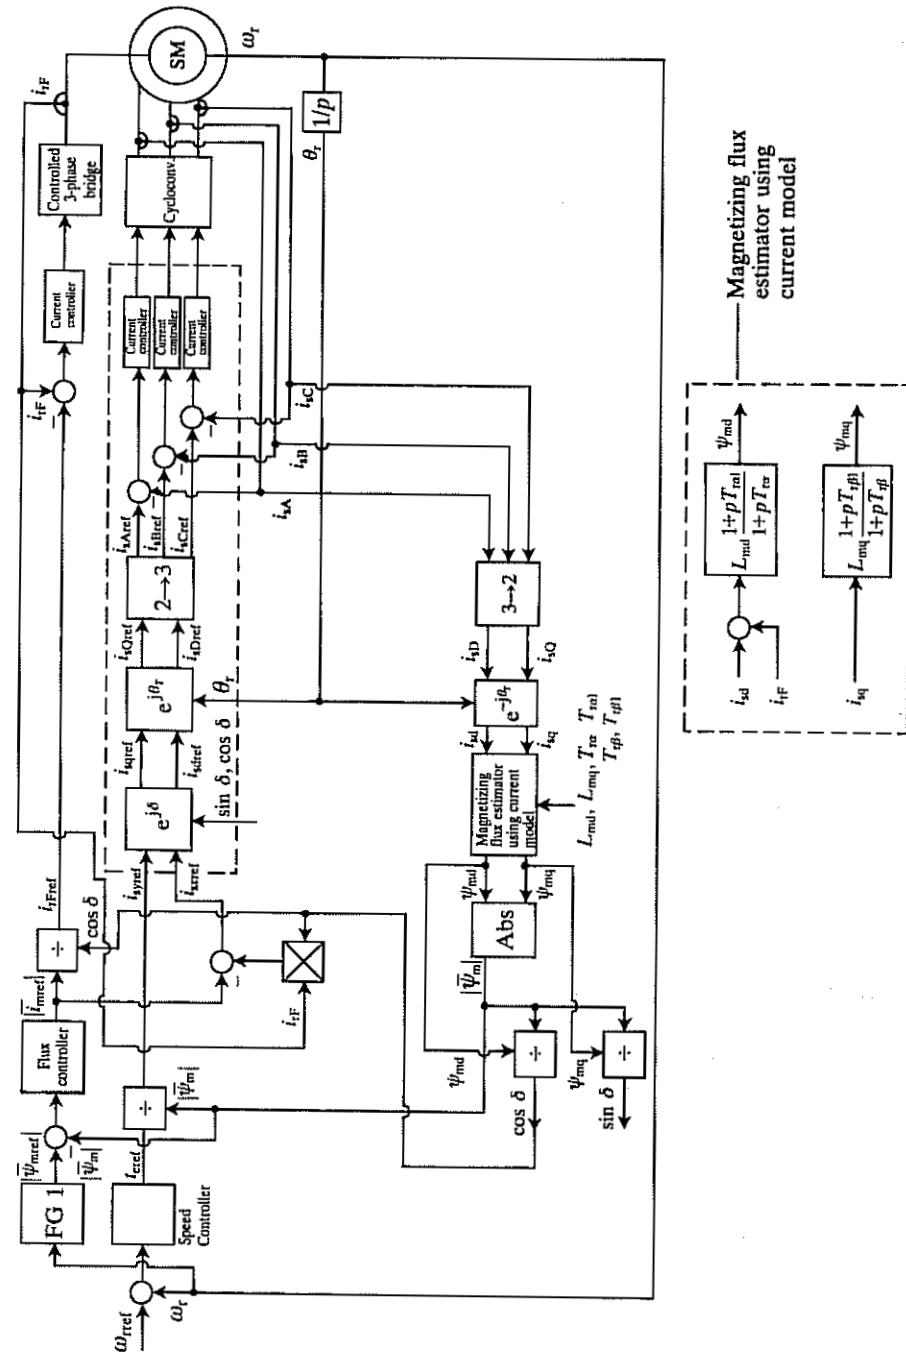 ω_rref
ω_r
FG 1
|ψ̄_mref|
|ψ̄_m|
Flux
controller
|i̅_mref|
÷
cos δ
i_rFref
i_rF
Current
controller
Controlled
3-phase
bridge
i_rF
Speed
Controller
t_eref
÷
|ψ̄_m|
i_rF
i_syref
i_sxref
e^jδ
sin δ, cos δ
i_sqref
i_sdref
e^jθ_r
θ_r
i_sQref
i_sDref
2→3
i_sAref
i_sBref
i_sCref
Current
controller
Current
controller
Current
controller
Cycloconv.
SM
ω_r
1/p
θ_r
i_sA
i_sB
i_sC
3→2
i_sD
i_sQ
e^−jθ_r
i_sd
i_sq
Magnetizing
flux estimator
using current
model
L_md, L_mq, T_rα T_rα1
T_rβ, T_rβ1
ψ_md
ψ_mq
Abs
|ψ̄_m|
ψ_md
÷
cos δ
ψ_mq
÷
sin δ
i_sd
i_rF
L_md (1+pT_rα1)/(1+pT_rα)
ψ_md
i_sq
L_mq (1+pT_rβ1)/(1+pT_rβ)
ψ_mq
Magnetizing flux
estimator using
current model